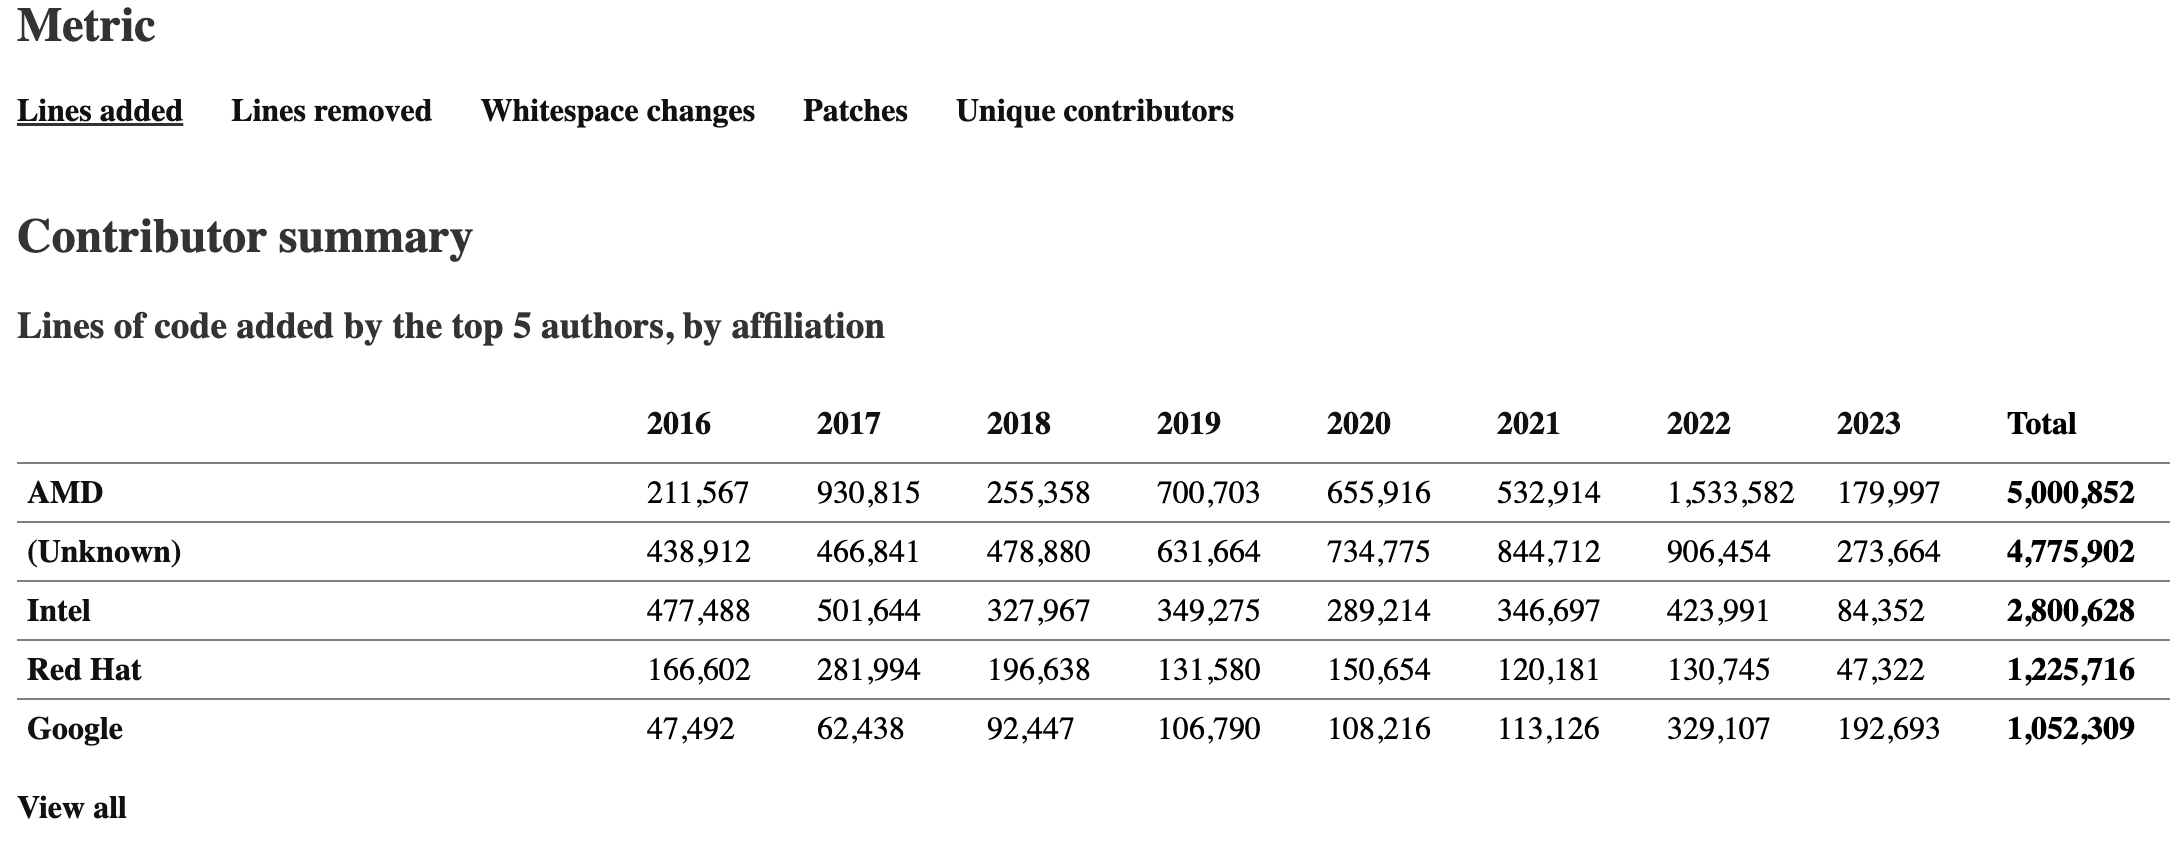 Metric
Lines added Lines removed Whitespace changes Patches Unique contributors
Contributor summary
Lines of code added by the top 5 authors, by affiliation
2016 2017 2018 2019 2020 2021 2022 2023 Total
AMD 211,567 930,815 255,358 700,703 655,916 532,914 1,533,582 179,997 5,000,852
(Unknown) 438,912 466,841 478,880 631,664 734,775 844,712 906,454 273,664 4,775,902
Intel 477,488 501,644 327,967 349,275 289,214 346,697 423,991 84,352 2,800,628
Red Hat 166,602 281,994 196,638 131,580 150,654 120,181 130,745 47,322 1,225,716
Google 47,492 62,438 92,447 106,790 108,216 113,126 329,107 192,693 1,052,309
View all